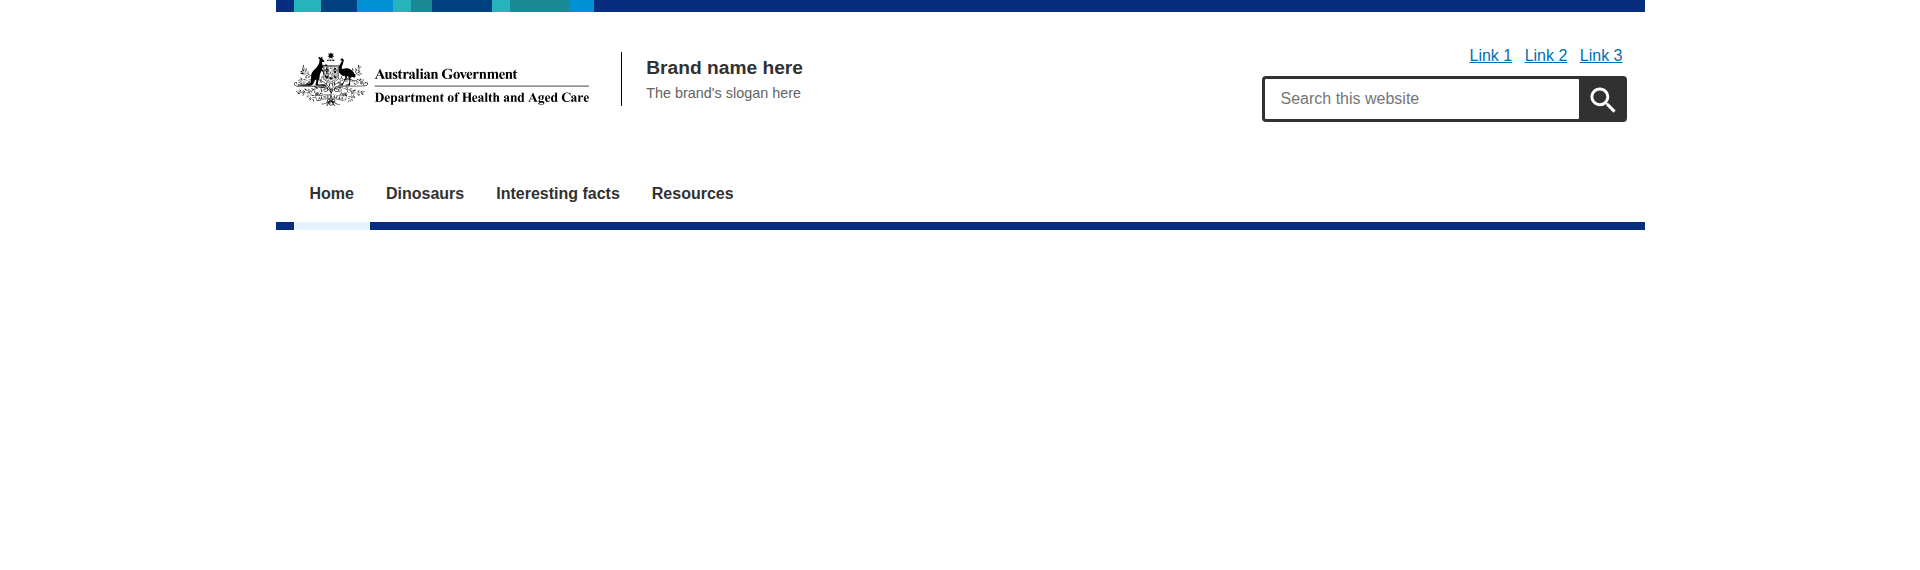 Australian Government
Department of Health and Aged Care
Brand name here
The brand's slogan here
Link 1 Link 2 Link 3
Search this website
Home Dinosaurs Interesting facts Resources